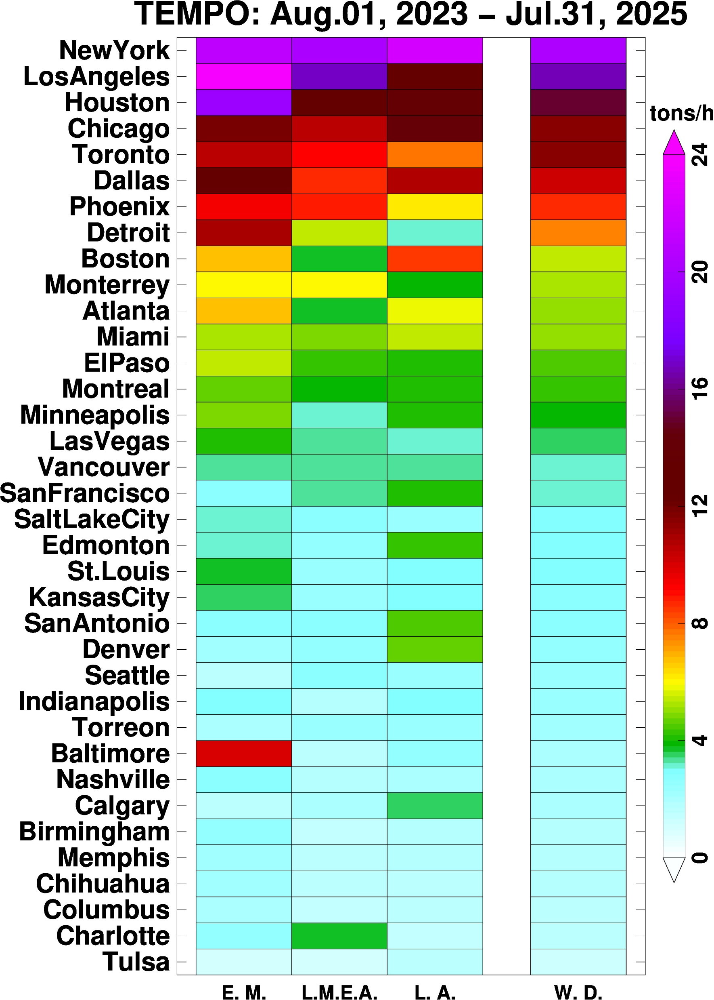 TEMPO: Aug.01, 2023 – Jul.31, 2025
NewYork
LosAngeles
Houston
Chicago
Toronto
Dallas
Phoenix
Detroit
Boston
Monterrey
Atlanta
Miami
ElPaso
Montreal
Minneapolis
LasVegas
Vancouver
SanFrancisco
SaltLakeCity
Edmonton
St.Louis
KansasCity
SanAntonio
Denver
Seattle
Indianapolis
Torreon
Baltimore
Nashville
Calgary
Birmingham
Memphis
Chihuahua
Columbus
Charlotte
Tulsa
E. M. L.M.E.A. L. A. W. D.
tons/h
24
20
16
12
8
4
0